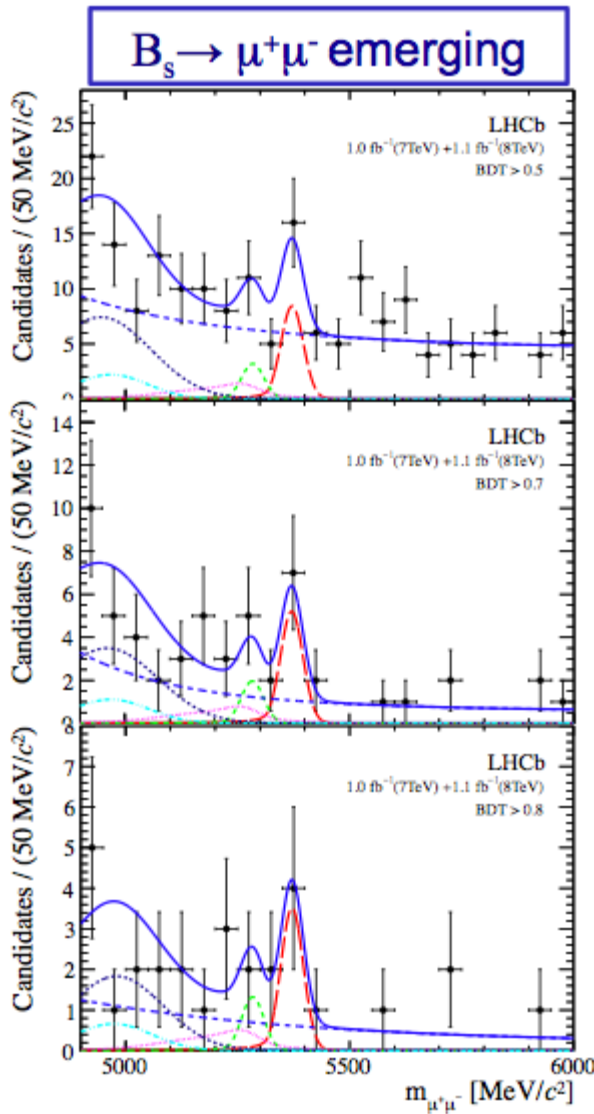 Bs → μ⁺μ⁻ emerging
Candidates / (50 MeV/c²)
25
20
15
10
5
0
LHCb
1.0 fb⁻¹(7TeV) +1.1 fb⁻¹(8TeV)
BDT > 0.5
Candidates / (50 MeV/c²)
14
12
10
8
6
4
2
0
LHCb
1.0 fb⁻¹(7TeV) +1.1 fb⁻¹(8TeV)
BDT > 0.7
Candidates / (50 MeV/c²)
8
7
6
5
4
3
2
1
0
LHCb
1.0 fb⁻¹(7TeV) +1.1 fb⁻¹(8TeV)
BDT > 0.8
5000 5500 6000
mμ⁺μ⁻ [MeV/c²]